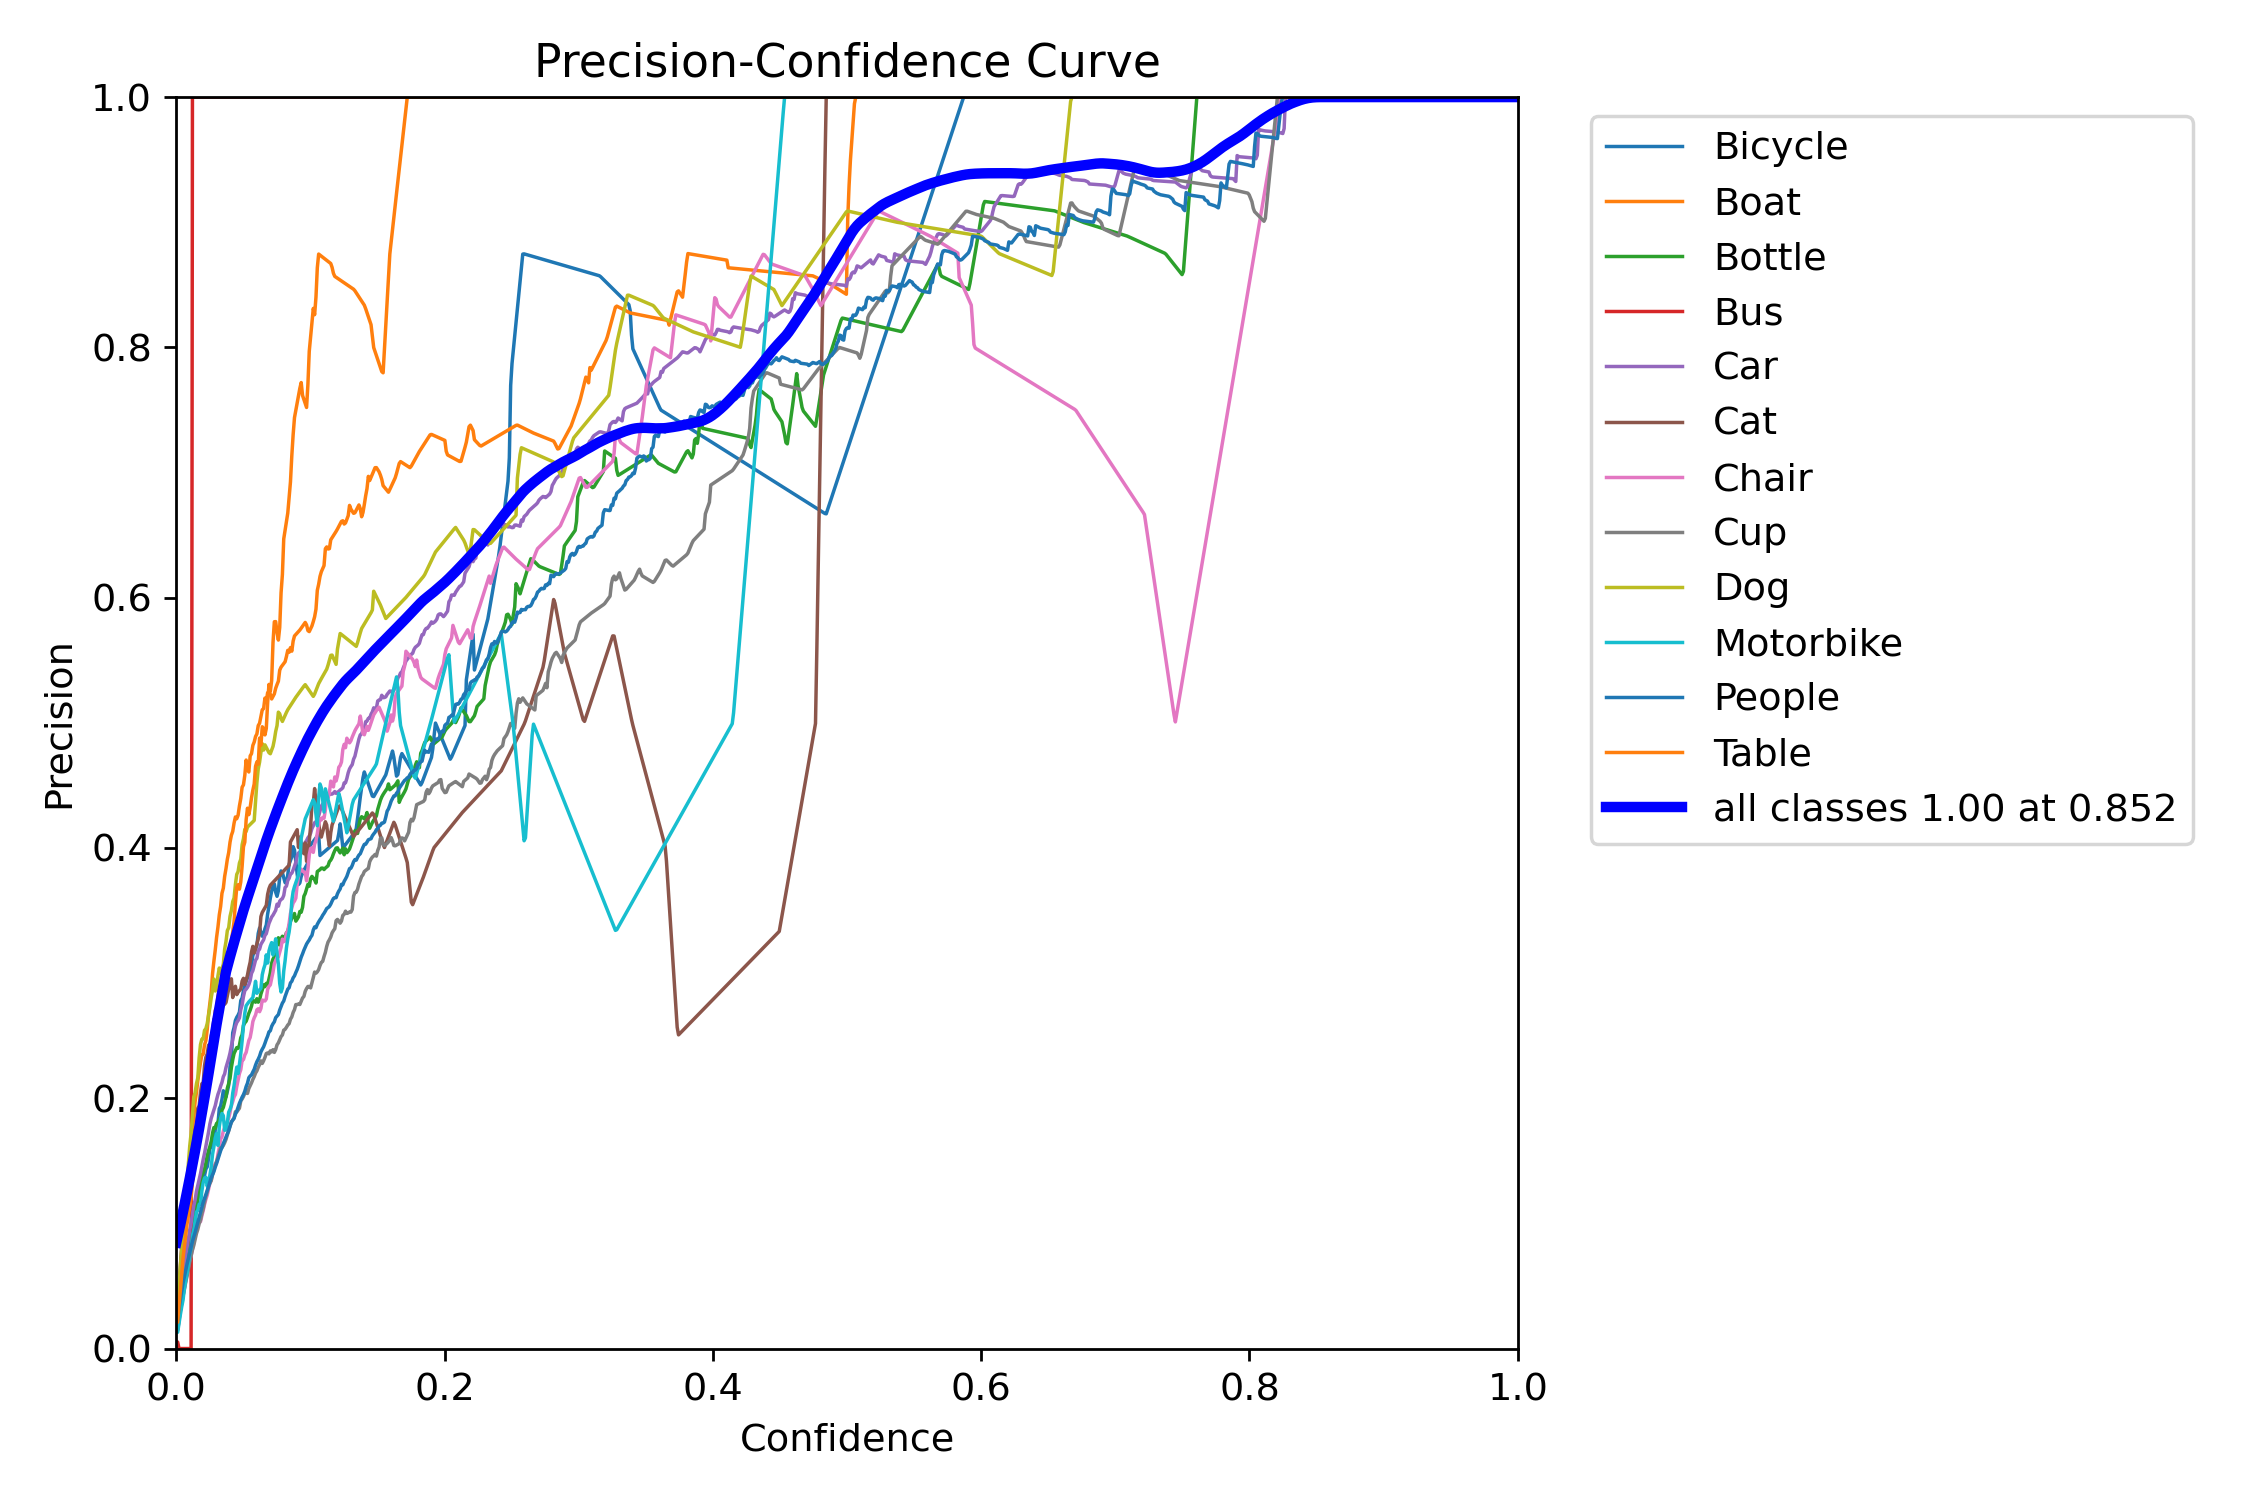 Precision-Confidence Curve
1.0
0.8
0.6
0.4
0.2
0.0
Precision
0.0 0.2 0.4 0.6 0.8 1.0
Confidence
Bicycle
Boat
Bottle
Bus
Car
Cat
Chair
Cup
Dog
Motorbike
People
Table
all classes 1.00 at 0.852